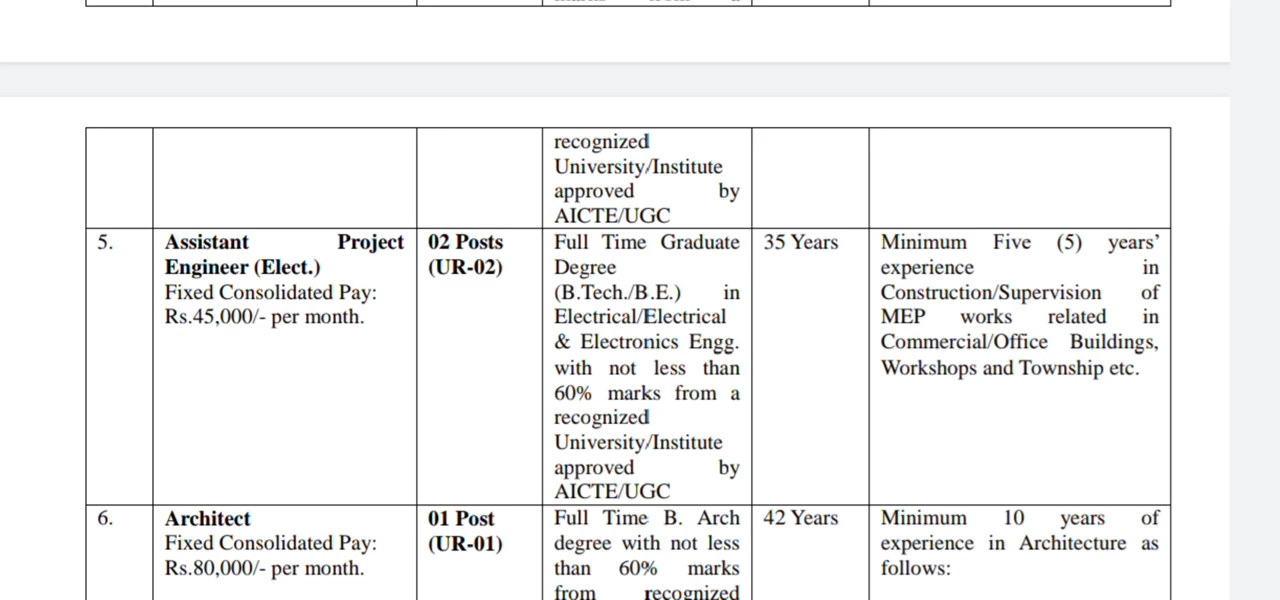 recognized
University/Institute
approved by
AICTE/UGC
5.
Assistant Project
Engineer (Elect.)
Fixed Consolidated Pay:
Rs.45,000/- per month.
02 Posts
(UR-02)
Full Time Graduate
Degree
(B.Tech./B.E.) in
Electrical/Electrical
& Electronics Engg.
with not less than
60% marks from a
recognized
University/Institute
approved by
AICTE/UGC
35 Years
Minimum Five (5) years’
experience in
Construction/Supervision of
MEP works related in
Commercial/Office Buildings,
Workshops and Township etc.
6.
Architect
Fixed Consolidated Pay:
Rs.80,000/- per month.
01 Post
(UR-01)
Full Time B. Arch
degree with not less
than 60% marks
from recognized
42 Years
Minimum 10 years of
experience in Architecture as
follows: